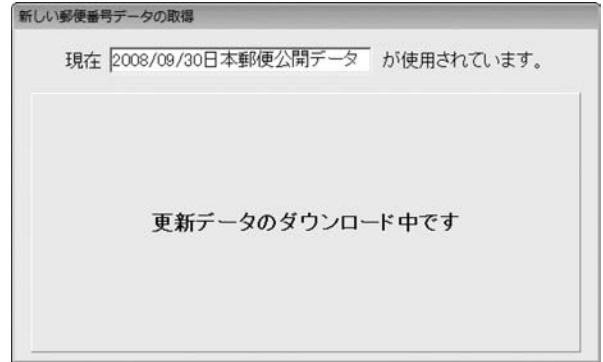 新しい郵便番号データの取得
現在 2008/09/30日本郵便公開データ が使用されています。
更新データのダウンロード中です